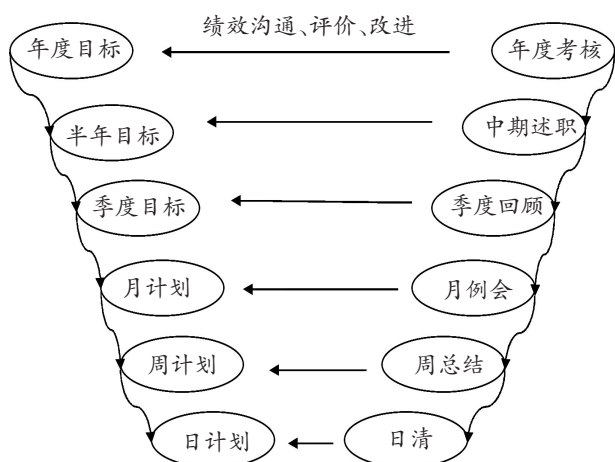 绩效沟通、评价、改进
年度目标
年度考核
半年目标
中期述职
季度目标
季度回顾
月计划
月例会
周计划
周总结
日计划
日清